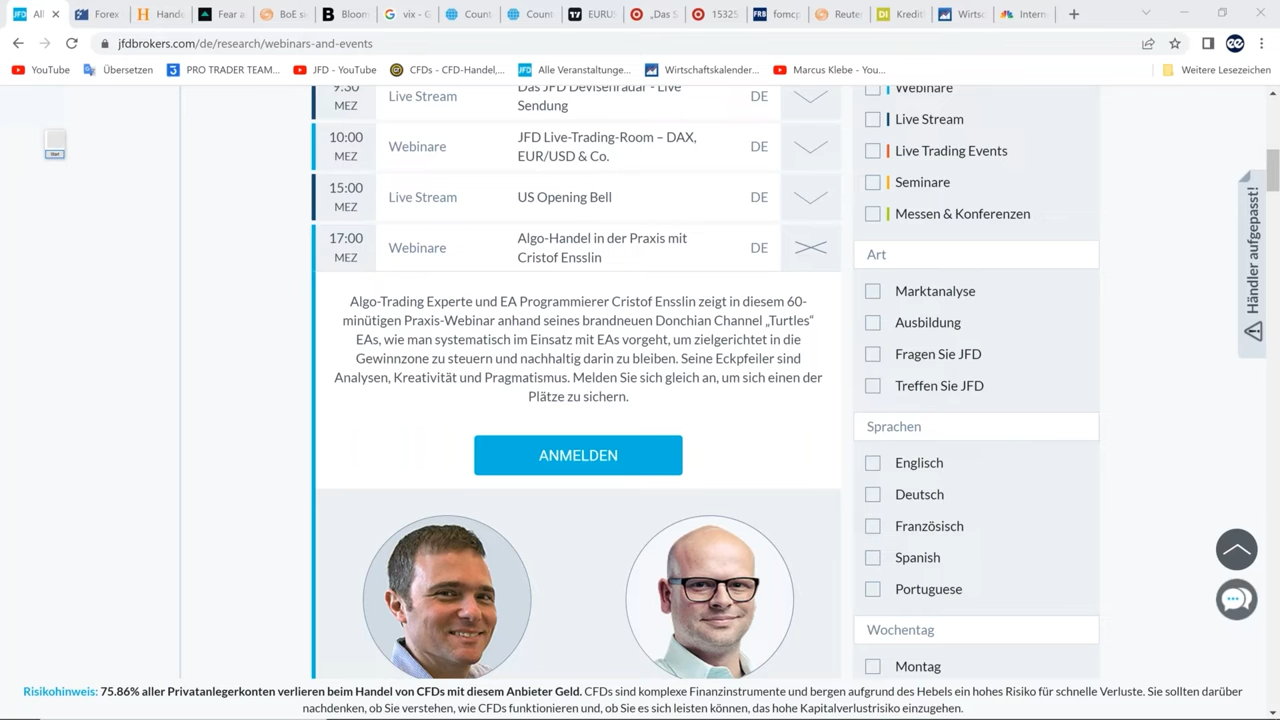 All
Forex
Hande
Fear a
BoE si
Bloom
vix - G
Count
Count
EURUS
„Das S
15325
fomcp
Reuter
Kredit
Wirtsc
Intern
jfdbrokers.com/de/research/webinars-and-events
YouTube
Übersetzen
PRO TRADER TEAM...
JFD - YouTube
CFDs - CFD-Handel,...
Alle Veranstaltunge...
Wirtschaftskalender...
Marcus Klebe - You...
Weitere Lesezeichen
Start
9:30
MEZ
Live Stream
Das JFD Devisenradar - Live
Sendung
DE
10:00
MEZ
Webinare
JFD Live-Trading-Room – DAX,
EUR/USD & Co.
DE
15:00
MEZ
Live Stream
US Opening Bell
DE
17:00
MEZ
Webinare
Algo-Handel in der Praxis mit
Cristof Ensslin
DE
Algo-Trading Experte und EA Programmierer Cristof Ensslin zeigt in diesem 60-
minütigen Praxis-Webinar anhand seines brandneuen Donchian Channel „Turtles“
EAs, wie man systematisch im Einsatz mit EAs vorgeht, um zielgerichtet in die
Gewinnzone zu steuern und nachhaltig darin zu bleiben. Seine Eckpfeiler sind
Analysen, Kreativität und Pragmatismus. Melden Sie sich gleich an, um sich einen der
Plätze zu sichern.
ANMELDEN
Webinare
Live Stream
Live Trading Events
Seminare
Messen & Konferenzen
Art
Marktanalyse
Ausbildung
Fragen Sie JFD
Treffen Sie JFD
Sprachen
Englisch
Deutsch
Französisch
Spanish
Portuguese
Wochentag
Montag
Händler aufgepasst!
Risikohinweis: 75.86% aller Privatanlegerkonten verlieren beim Handel von CFDs mit diesem Anbieter Geld. CFDs sind komplexe Finanzinstrumente und bergen aufgrund des Hebels ein hohes Risiko für schnelle Verluste. Sie sollten darüber
nachdenken, ob Sie verstehen, wie CFDs funktionieren und, ob Sie es sich leisten können, das hohe Kapitalverlustrisiko einzugehen.